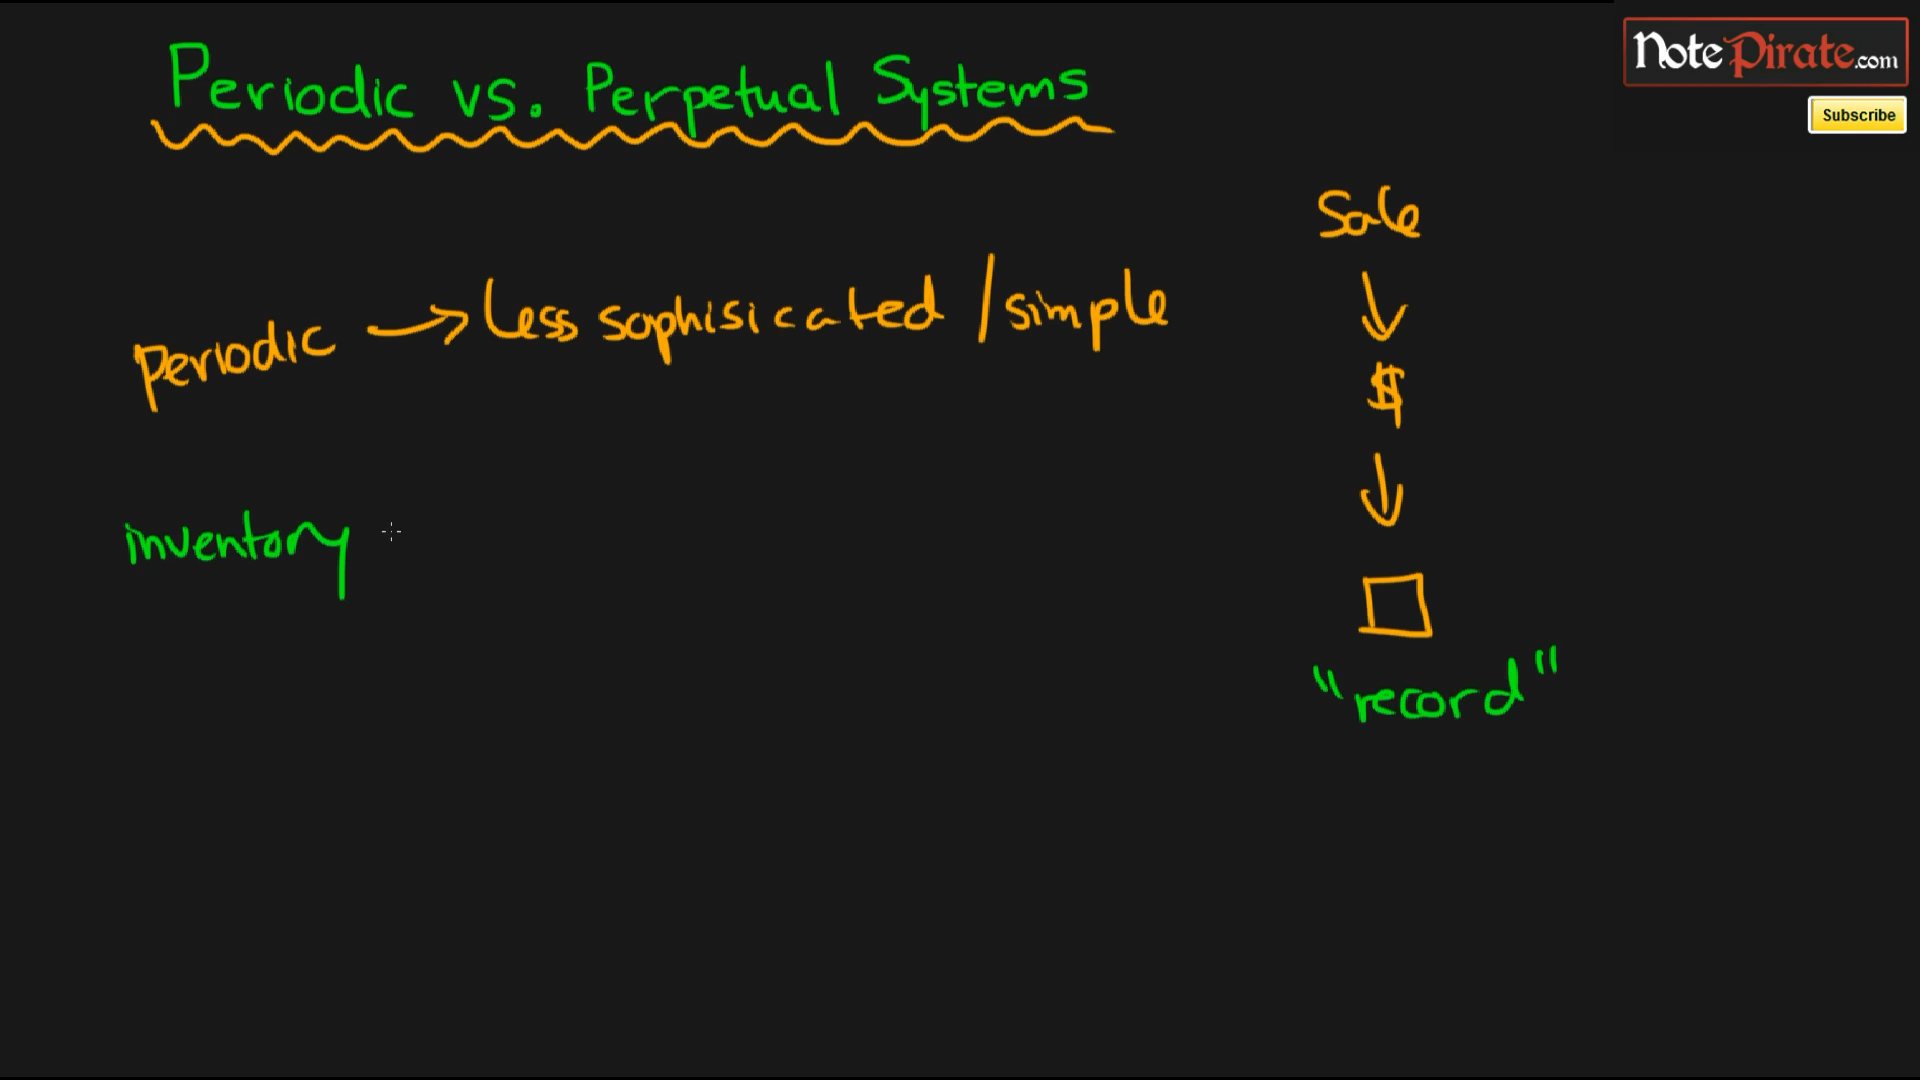 Periodic vs. Perpetual Systems
NotePirate.com
Subscribe
Sale
Periodic → Less sophisicated / simple
↓
$
↓
inventory
"record"